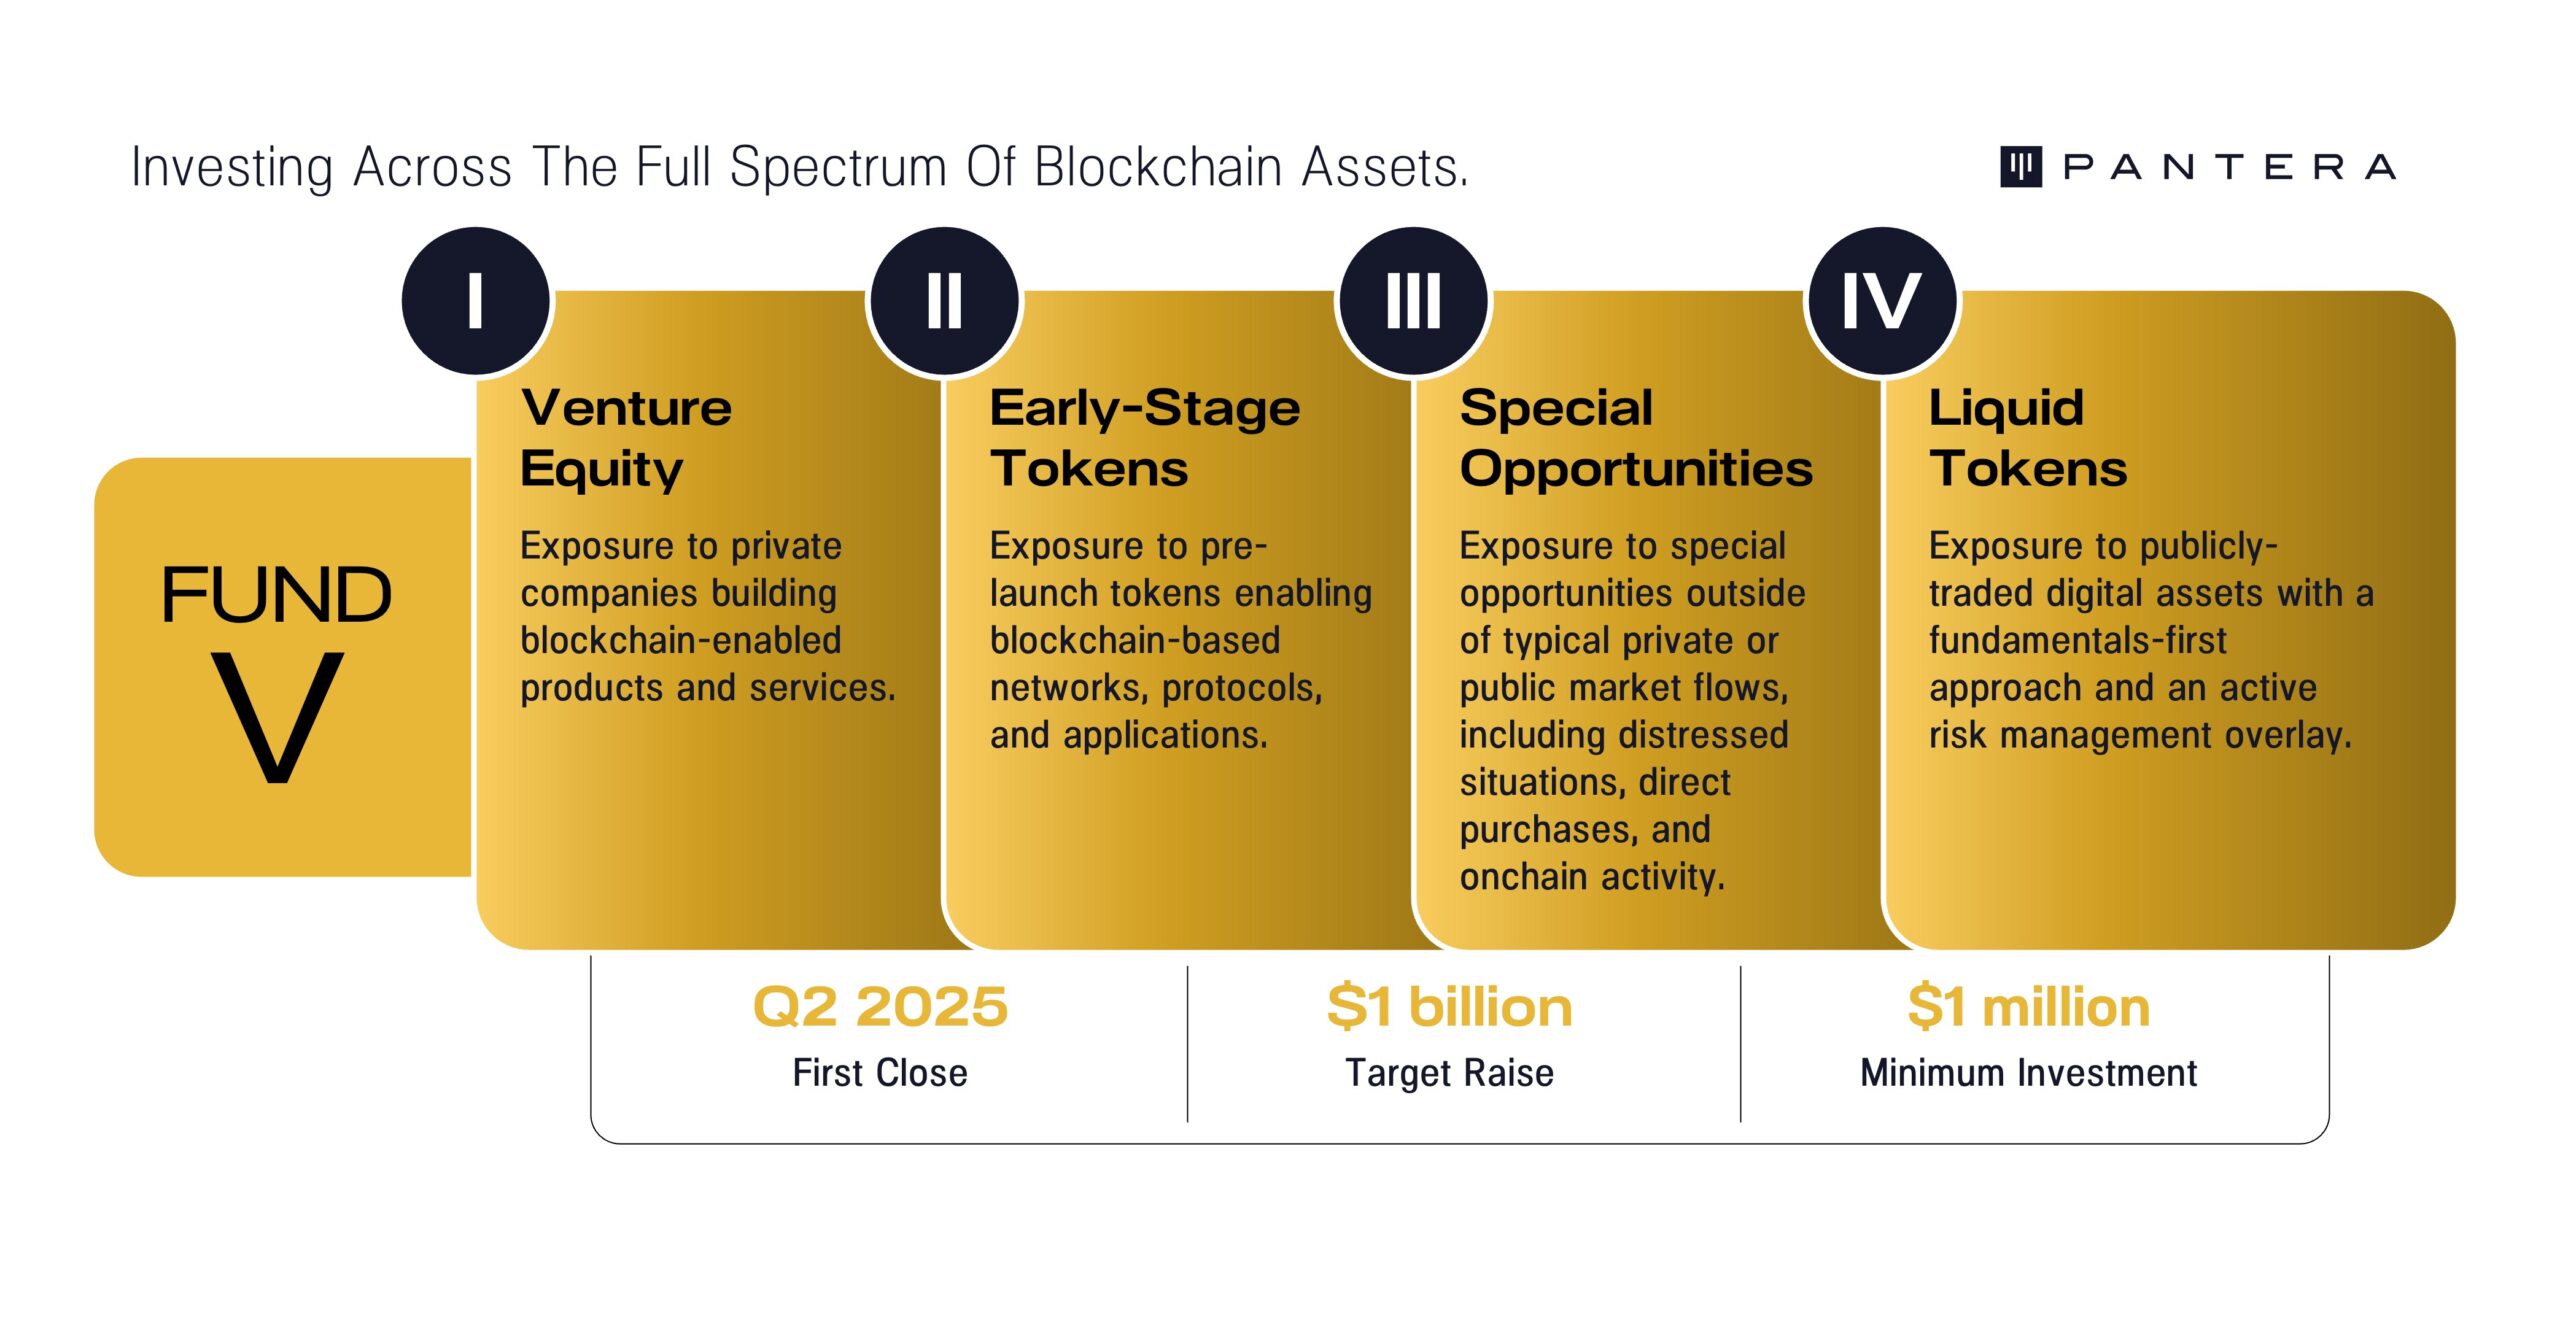 Investing Across The Full Spectrum Of Blockchain Assets.
PANTERA
FUND
V
I
Venture
Equity
Exposure to private
companies building
blockchain-enabled
products and services.
II
Early-Stage
Tokens
Exposure to pre-
launch tokens enabling
blockchain-based
networks, protocols,
and applications.
III
Special
Opportunities
Exposure to special
opportunities outside
of typical private or
public market flows,
including distressed
situations, direct
purchases, and
onchain activity.
IV
Liquid
Tokens
Exposure to publicly-
traded digital assets with a
fundamentals-first
approach and an active
risk management overlay.
Q2 2025
First Close
$1 billion
Target Raise
$1 million
Minimum Investment